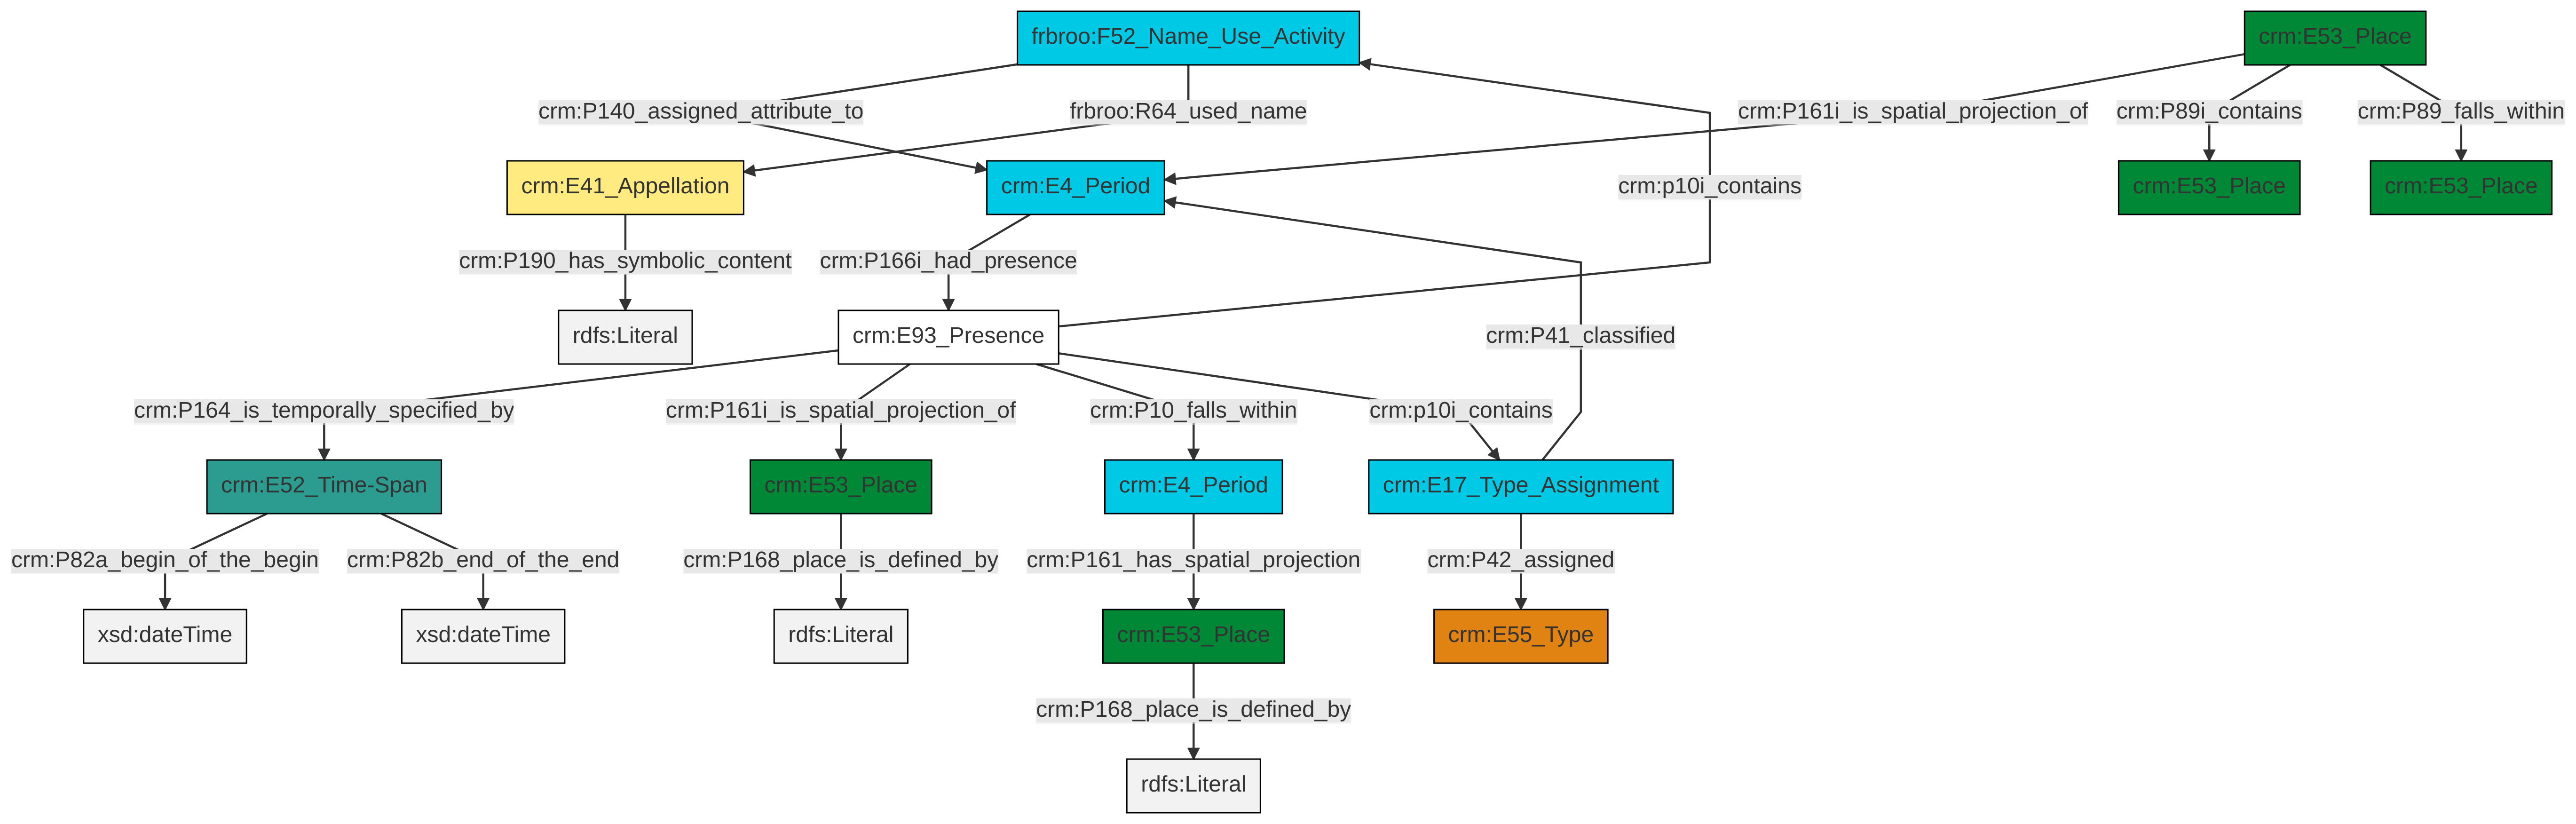 frbroo:F52_Name_Use_Activity
crm:E53_Place
crm:P140_assigned_attribute_to
frbroo:R64_used_name
crm:P161i_is_spatial_projection_of
crm:P89i_contains
crm:P89_falls_within
crm:E41_Appellation
crm:E4_Period
crm:p10i_contains
crm:E53_Place
crm:E53_Place
crm:P190_has_symbolic_content
crm:P166i_had_presence
rdfs:Literal
crm:E93_Presence
crm:P41_classified
crm:P164_is_temporally_specified_by
crm:P161i_is_spatial_projection_of
crm:P10_falls_within
crm:p10i_contains
crm:E52_Time-Span
crm:E53_Place
crm:E4_Period
crm:E17_Type_Assignment
crm:P82a_begin_of_the_begin
crm:P82b_end_of_the_end
crm:P168_place_is_defined_by
crm:P161_has_spatial_projection
crm:P42_assigned
xsd:dateTime
xsd:dateTime
rdfs:Literal
crm:E53_Place
crm:E55_Type
crm:P168_place_is_defined_by
rdfs:Literal